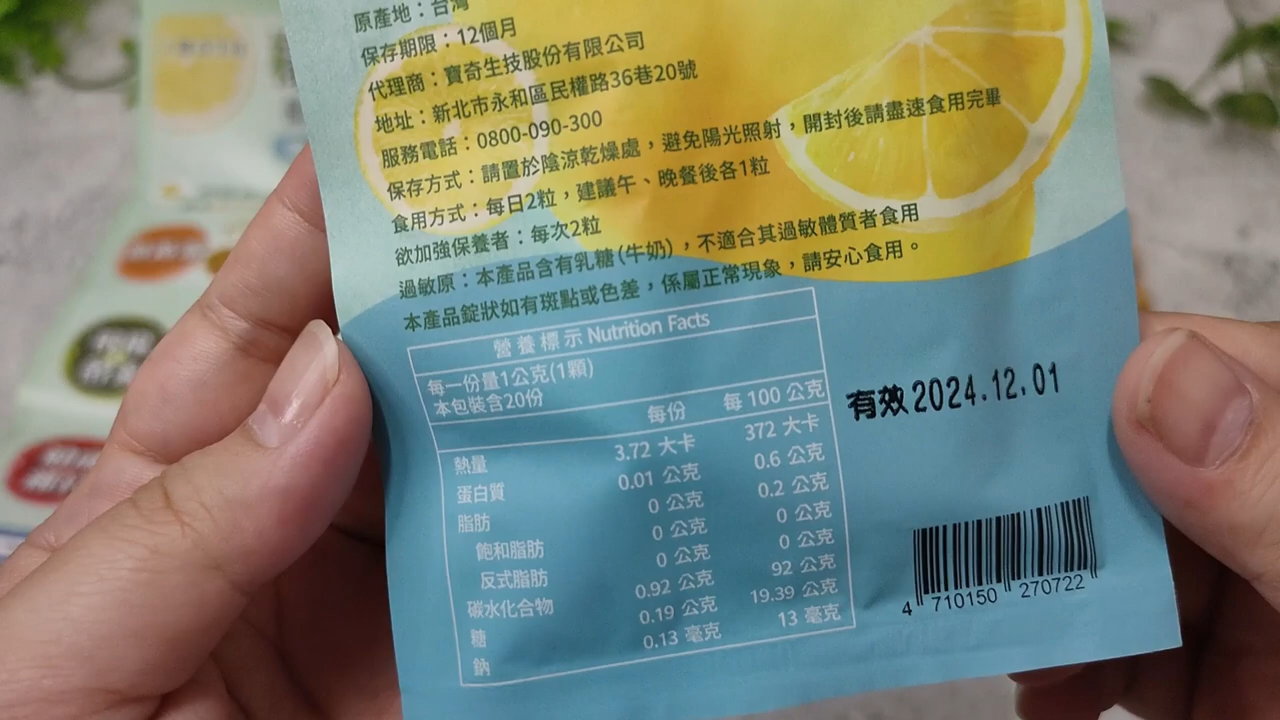 原產地：台灣
保存期限：12個月
代理商：寶奇生技股份有限公司
地址：新北市永和區民權路36巷20號
服務電話：0800-090-300
保存方式：請置於陰涼乾燥處，避免陽光照射，開封後請盡速食用完畢
食用方式：每日2粒，建議午、晚餐後各1粒
欲加強保養者：每次2粒
過敏原：本產品含有乳糖(牛奶)，不適合其過敏體質者食用
本產品錠狀如有斑點或色差，係屬正常現象，請安心食用。
營養標示 Nutrition Facts
每一份量1公克(1顆)
本包裝含20份
每份 每 100 公克
熱量 3.72 大卡 372 大卡
蛋白質 0.01 公克 0.6 公克
脂肪 0 公克 0.2 公克
飽和脂肪 0 公克 0 公克
反式脂肪 0 公克 0 公克
碳水化合物 0.92 公克 92 公克
糖 0.19 公克 19.39 公克
鈉 0.13 毫克 13 毫克
有效2024.12.01
4 710150 270722